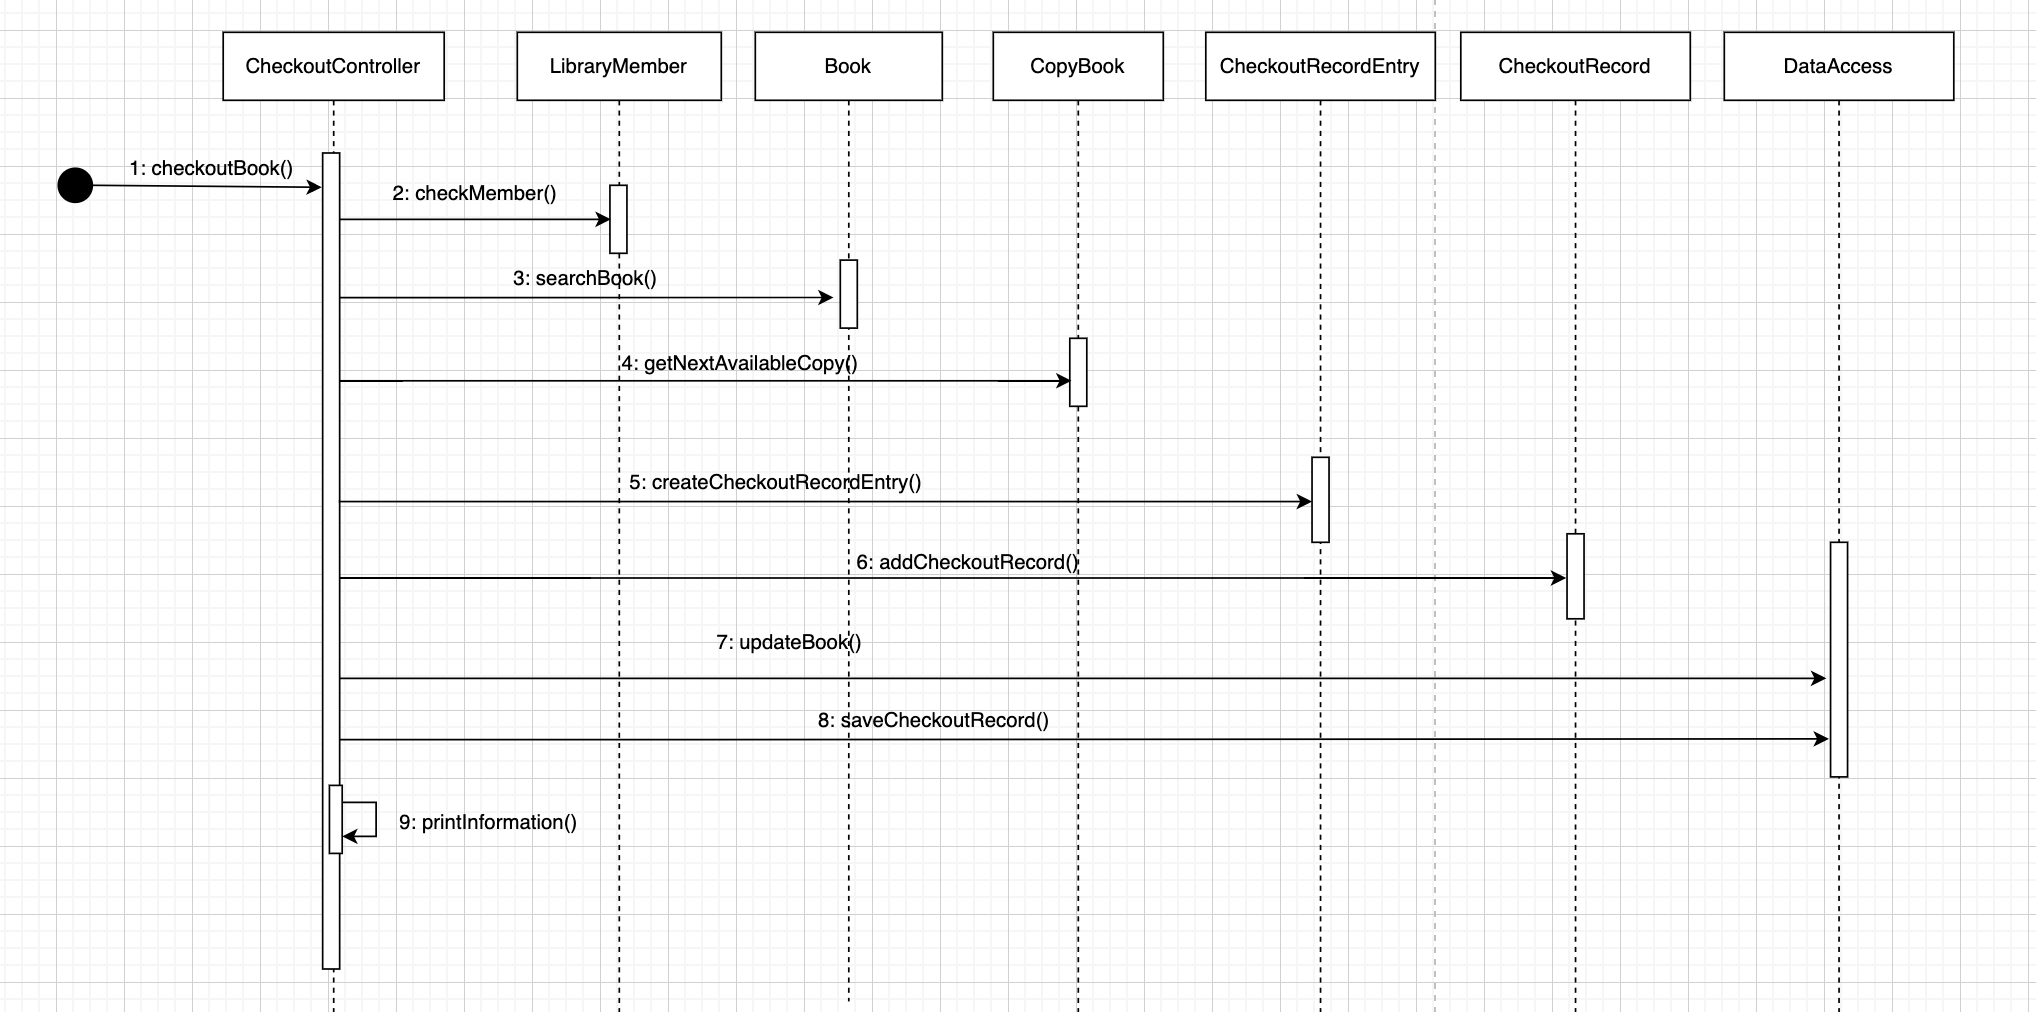 CheckoutController
LibraryMember
Book
CopyBook
CheckoutRecordEntry
CheckoutRecord
DataAccess
1: checkoutBook()
2: checkMember()
3: searchBook()
4: getNextAvailableCopy()
5: createCheckoutRecordEntry()
6: addCheckoutRecord()
7: updateBook()
8: saveCheckoutRecord()
9: printInformation()